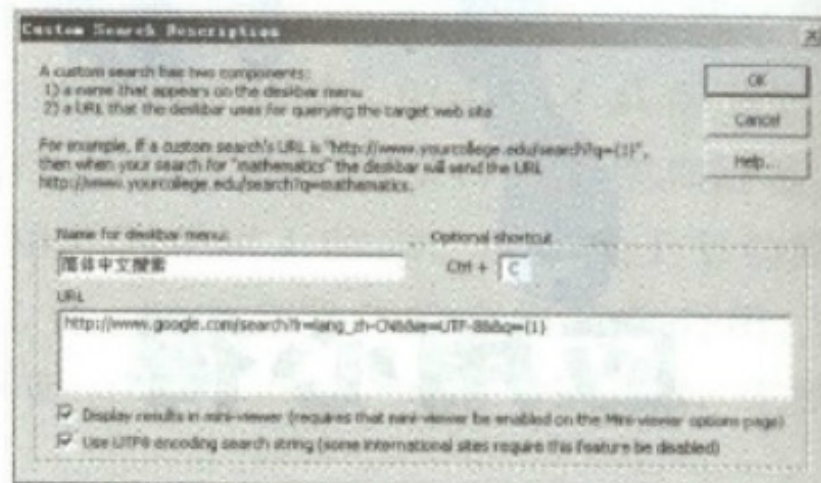 Custom Search Description
A custom search has two components:
1) a name that appears on the deskbar menu
2) a URL that the deskbar uses for querying the target web site
For example, if a custom search's URL is "http://www.yourcollege.edu/search?q={1}",
then when your search for "mathematics" the deskbar will send the URL
http://www.yourcollege.edu/search?q=mathematics.
OK
Cancel
Help...
Name for deskbar menu:
Optional shortcut
简体中文搜索
Ctrl + C
URL
http://www.google.com/search?lr=lang_zh-CN&ie=UTF-8&q={1}
Display results in mini-viewer (requires that mini-viewer be enabled on the Mini-viewer options page)
Use UTF8 encoding search string (some international sites require this feature be disabled)